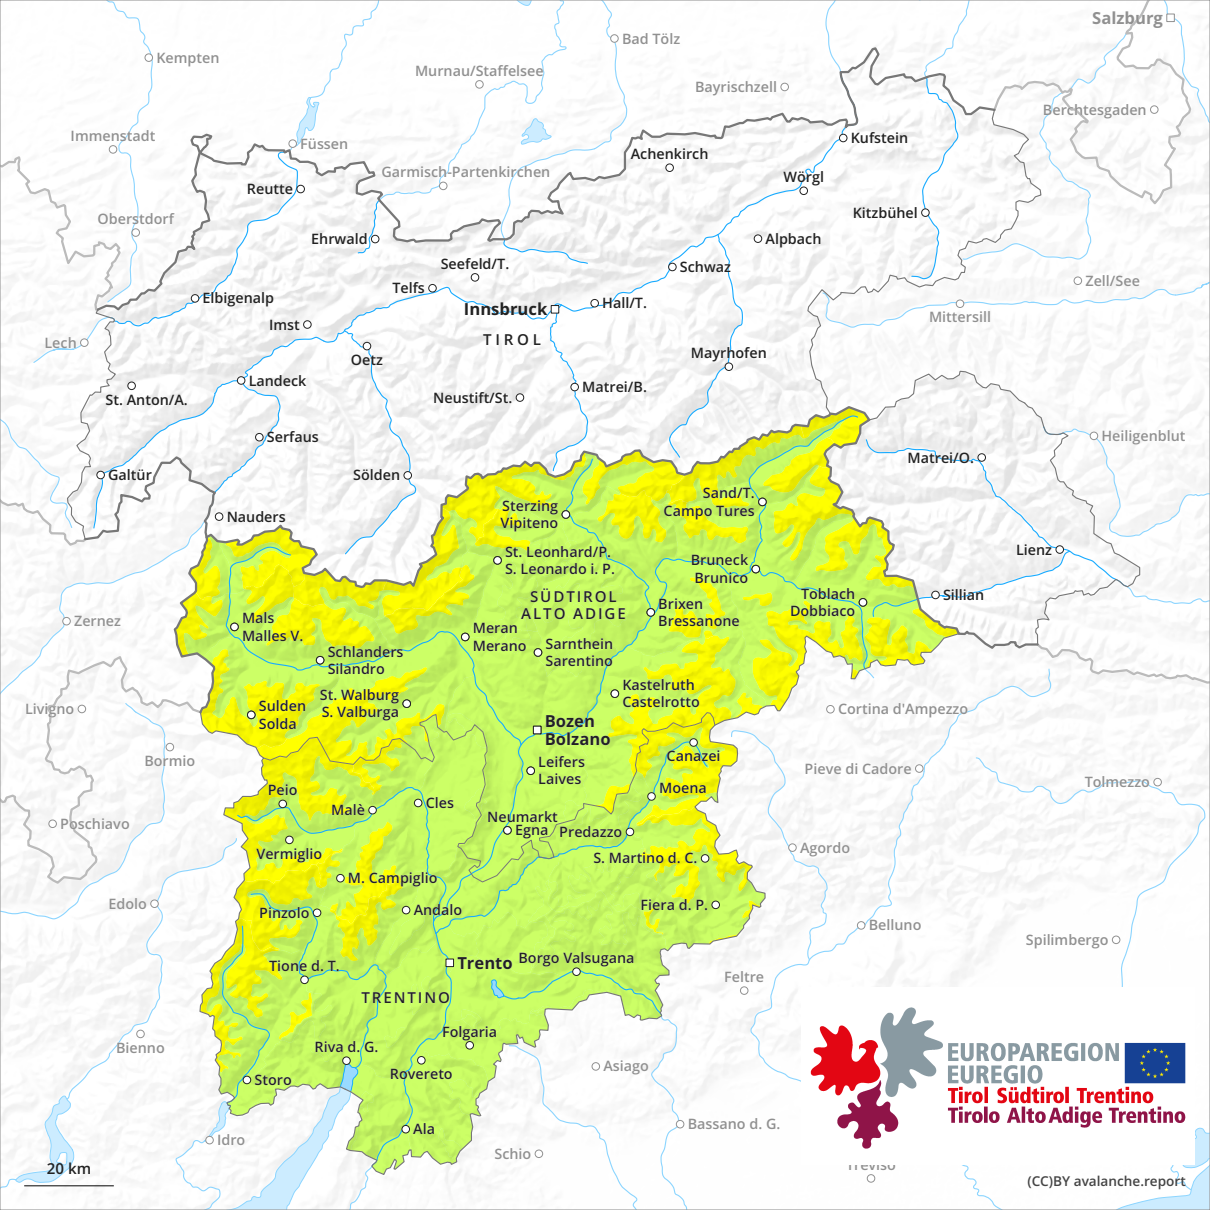 Salzburg
Kempten
Bad Tölz
Murnau/Staffelsee
Bayrischzell
Berchtesgaden
Immenstadt
Füssen
Kufstein
Achenkirch
Garmisch-Partenkirchen
Wörgl
Reutte
Oberstdorf
Kitzbühel
Ehrwald
Alpbach
Seefeld/T.
Schwaz
Zell/See
Telfs
Elbigenalp
Innsbruck
Hall/T.
Mittersill
Imst
TIROL
Lech
Oetz
Mayrhofen
Landeck
Matrei/B.
St. Anton/A.
Neustift/St.
Serfaus
Heiligenblut
Matrei/O.
Galtür
Sölden
Sand/T.
Campo Tures
Sterzing
Vipiteno
Nauders
St. Leonhard/P.
S. Leonardo i. P.
Bruneck
Brunico
Lienz
SÜDTIROL
ALTO ADIGE
Toblach
Dobbiaco
Sillian
Brixen
Bressanone
Zernez
Mals
Malles V.
Meran
Merano
Sarnthein
Sarentino
Schlanders
Silandro
Kastelruth
Castelrotto
St. Walburg
S. Valburga
Sulden
Solda
Livigno
Cortina d'Ampezzo
Bozen
Bolzano
Bormio
Canazei
Leifers
Laives
Pieve di Cadore
Tolmezzo
Peio
Moena
Malè
Cles
Poschiavo
Neumarkt
Egna
Predazzo
Vermiglio
S. Martino d. C.
Agordo
M. Campiglio
Edolo
Pinzolo
Andalo
Fiera d. P.
Belluno
Spilimbergo
Tione d. T.
Trento
Borgo Valsugana
Feltre
TRENTINO
Bienno
Folgaria
Riva d. G.
Rovereto
Asiago
Storo
EUROPAREGION
EUREGIO
Tirol Südtirol Trentino
Tirolo Alto Adige Trentino
Ala
Bassano d. G.
Idro
Schio
Treviso
20 km
(CC)BY avalanche.report